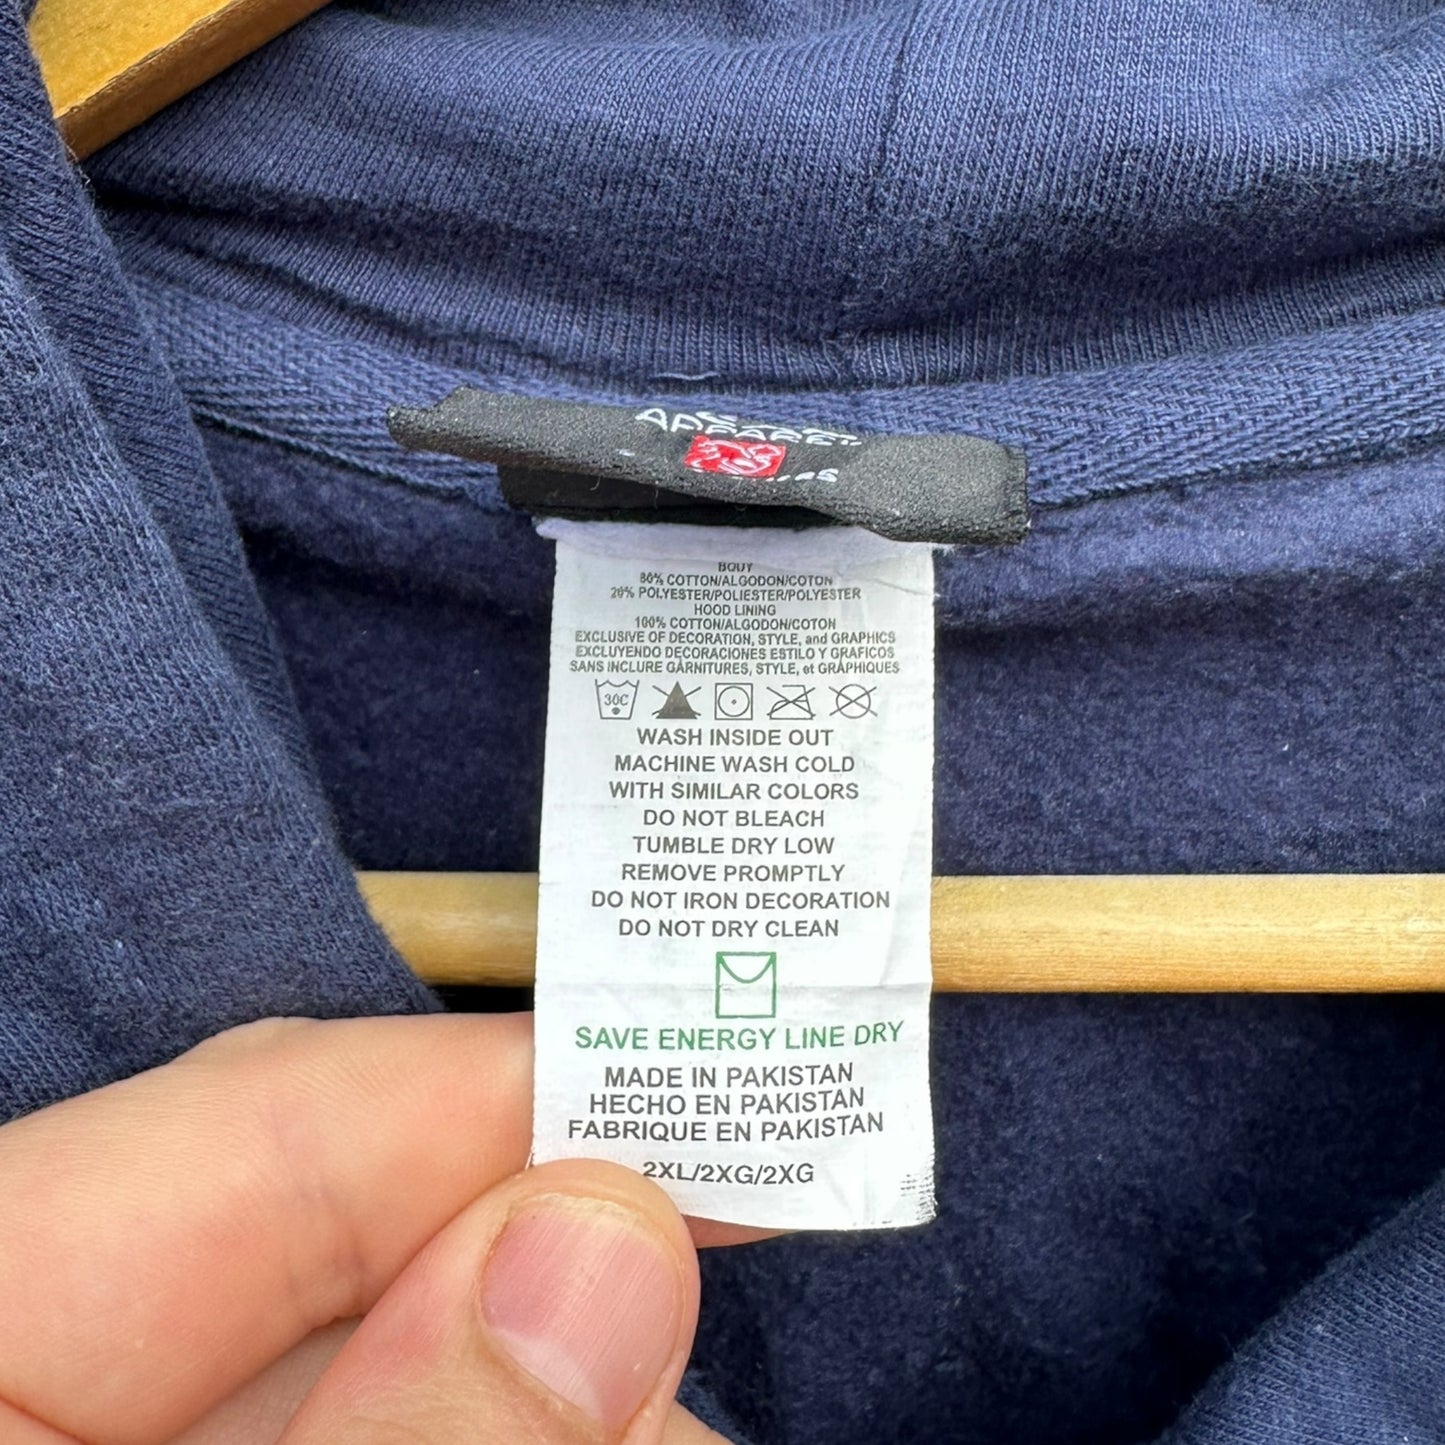 APPAREL
BODY
80% COTTON/ALGODON/COTON
20% POLYESTER/POLIESTER/POLYESTER
HOOD LINING
100% COTTON/ALGODON/COTON
EXCLUSIVE OF DECORATION, STYLE, and GRAPHICS
EXCLUYENDO DECORACIONES ESTILO Y GRAFICOS
SANS INCLURE GARNITURES, STYLE, et GRAPHIQUES
30C
WASH INSIDE OUT
MACHINE WASH COLD
WITH SIMILAR COLORS
DO NOT BLEACH
TUMBLE DRY LOW
REMOVE PROMPTLY
DO NOT IRON DECORATION
DO NOT DRY CLEAN
SAVE ENERGY LINE DRY
MADE IN PAKISTAN
HECHO EN PAKISTAN
FABRIQUE EN PAKISTAN
2XL/2XG/2XG